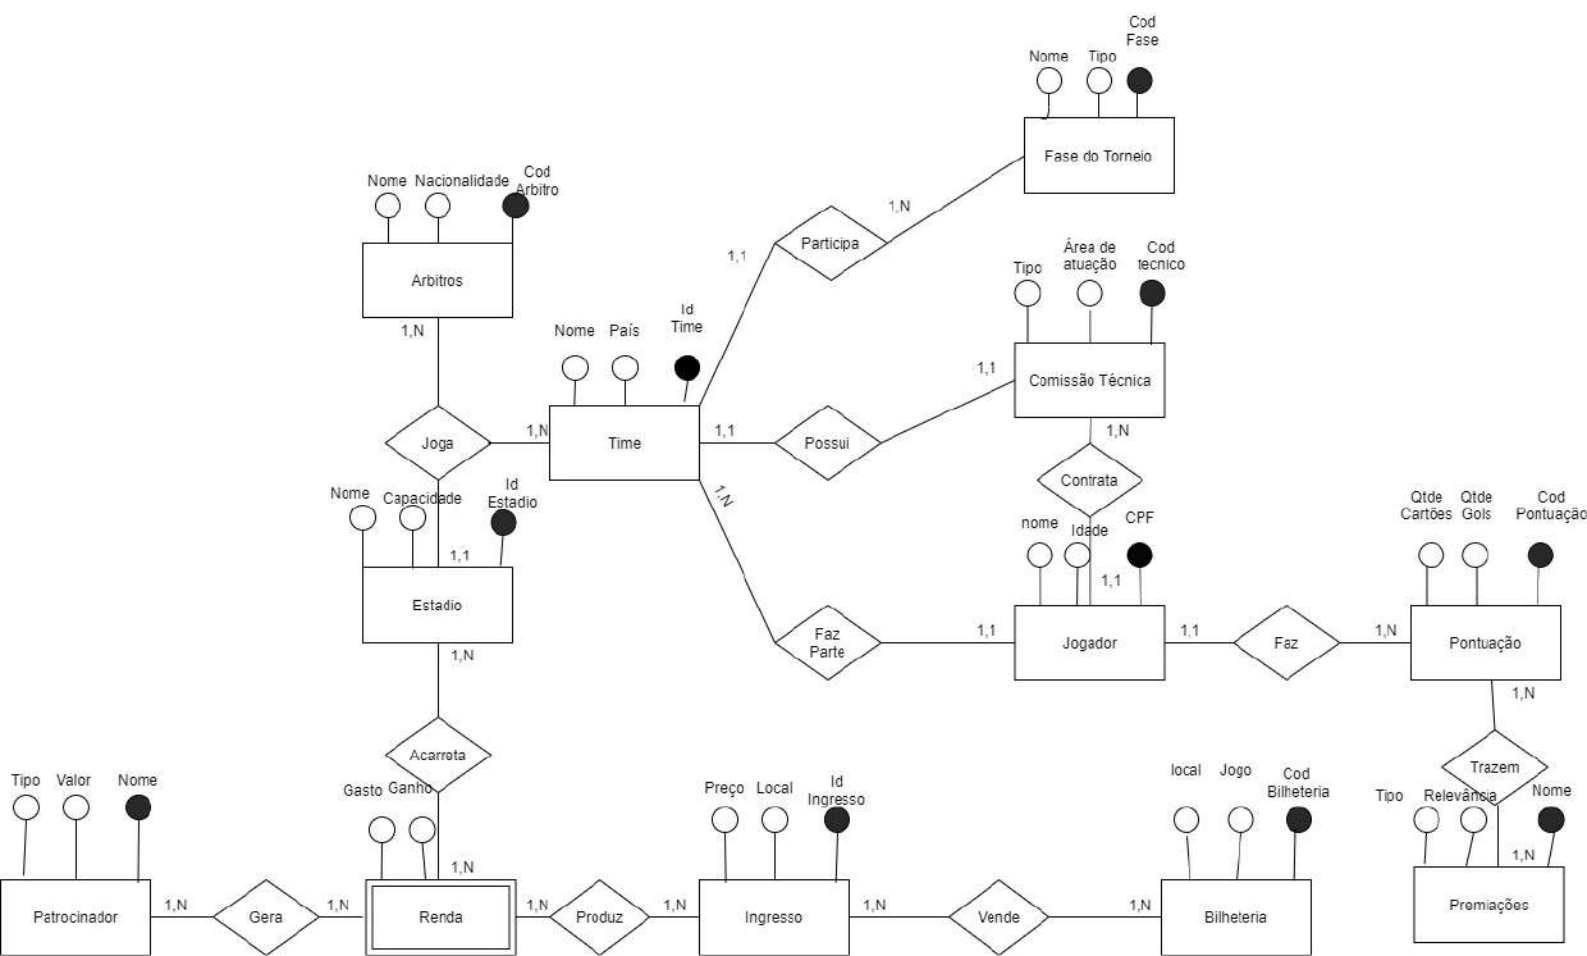 Cod
Fase
Nome
Tipo
Fase do Torneio
Cod
Arbitro
Nome
Nacionalidade
Arbitros
1,N
Participa
1,N
1,1
Área de
atuação
Cod
tecnico
Tipo
Comissão Técnica
1,N
Id
Time
Nome
País
Time
1,N
1,1
Possui
1,1
Joga
Contrata
Nome
Capacidade
Id
Estadio
1,1
Estadio
1,N
1,N
nome
Idade
CPF
1,1
Faz
Parte
1,1
Jogador
1,1
Faz
1,N
Qtde
Cartões
Qtde
Gols
Cod
Pontuação
Pontuação
1,N
Trazem
Acarreta
Gasto
Ganho
1,N
Tipo
Valor
Nome
Patrocinador
1,N
Gera
1,N
Renda
1,N
Produz
1,N
Preço
Local
Id
Ingresso
Ingresso
1,N
Vende
1,N
local
Jogo
Cod
Bilheteria
Bilheteria
Tipo
Relevância
Nome
1,N
Premiações